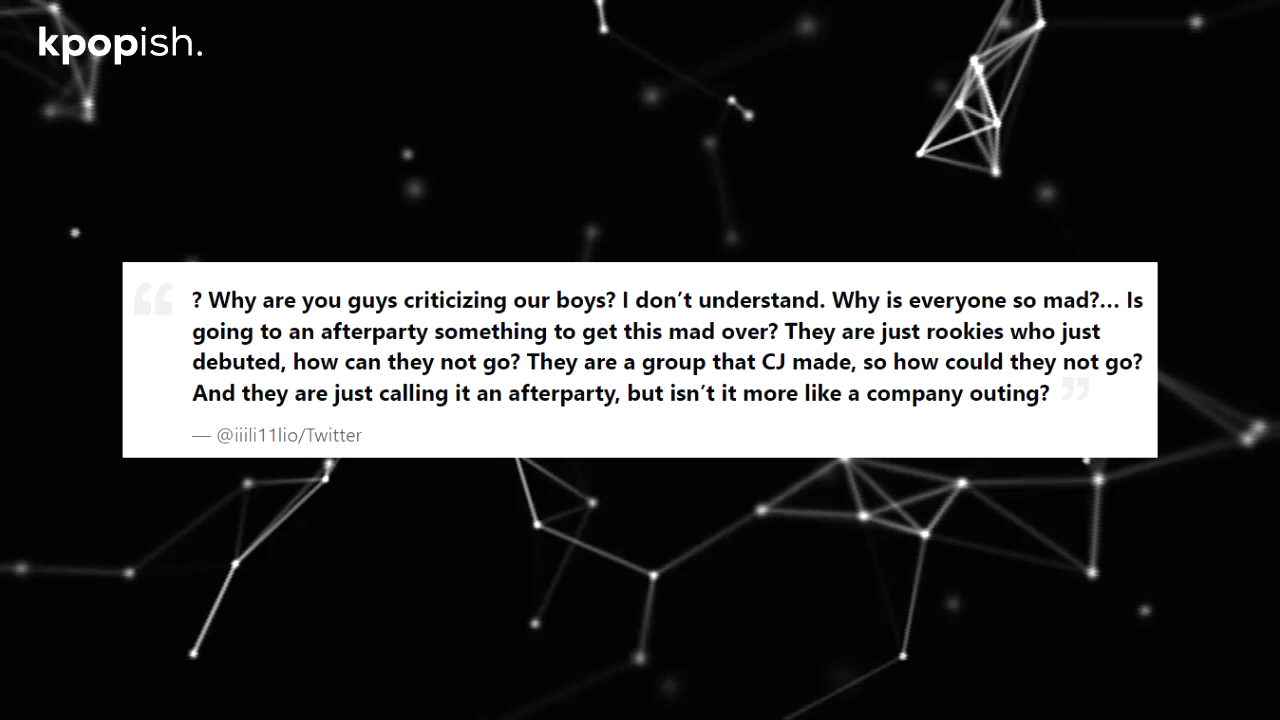 kpopish.
“
? Why are you guys criticizing our boys? I don’t understand. Why is everyone so mad?... Is
going to an afterparty something to get this mad over? They are just rookies who just
debuted, how can they not go? They are a group that CJ made, so how could they not go?
And they are just calling it an afterparty, but isn’t it more like a company outing? ”
— @iiili11lio/Twitter